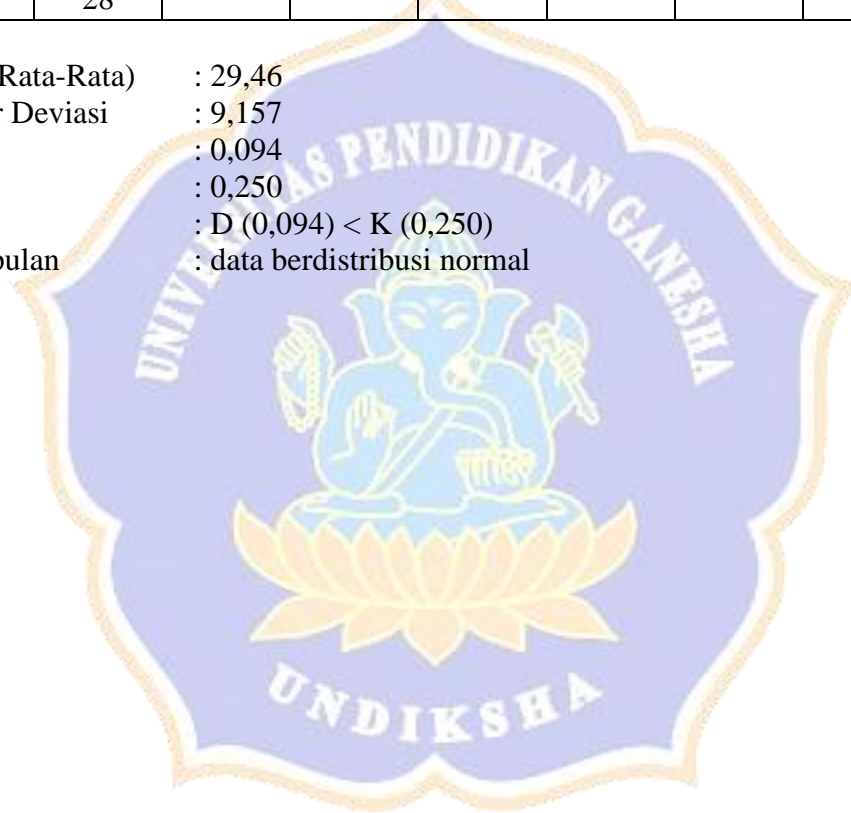 28
Rata-Rata) : 29,46
Deviasi : 9,157
: 0,094
: 0,250
: D (0,094) < K (0,250)
: data berdistribusi normal
UNIVERSITAS PENDIDIKAN GANESHA
UNDIKSHA